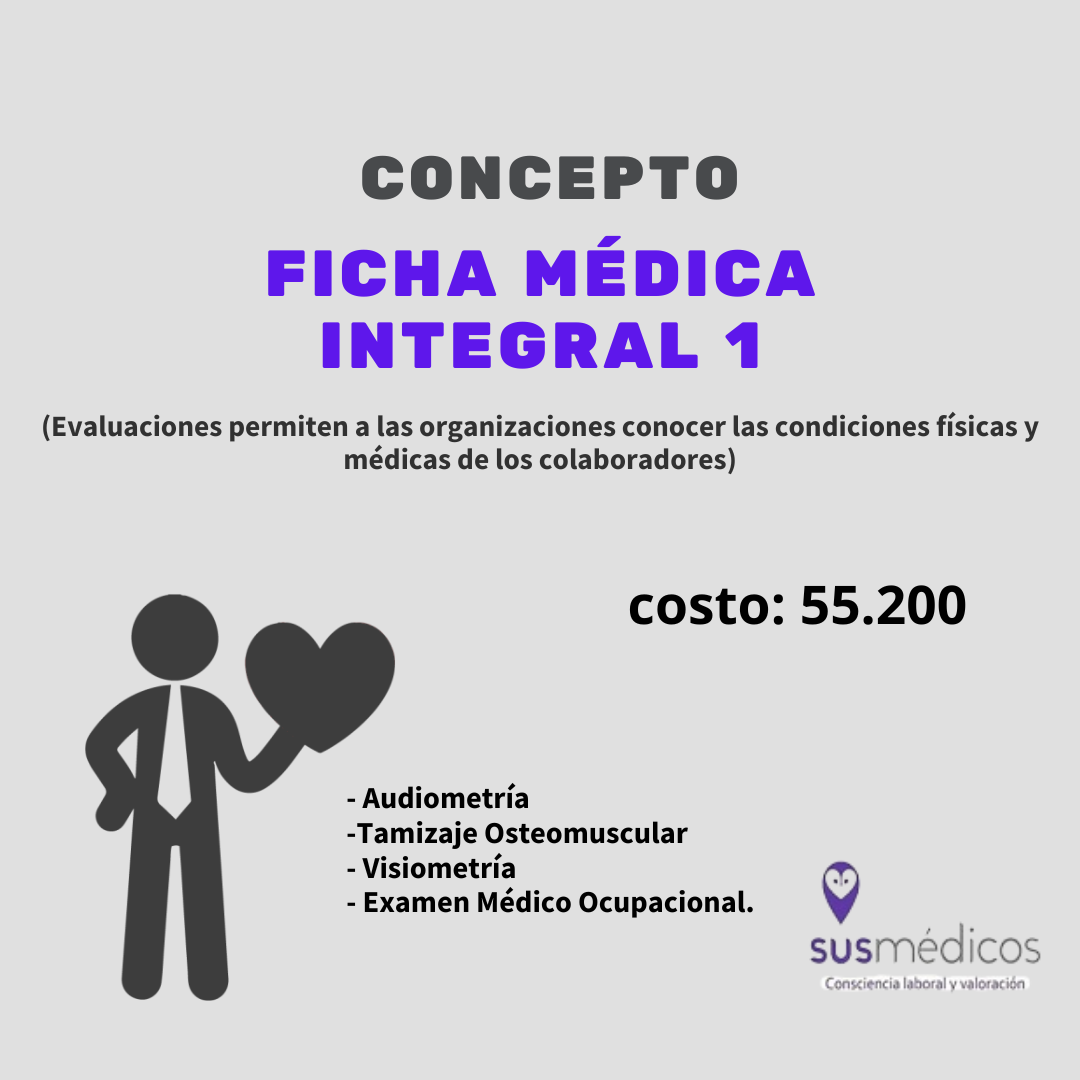 CONCEPTO
FICHA MÉDICA
INTEGRAL 1
(Evaluaciones permiten a las organizaciones conocer las condiciones físicas y
médicas de los colaboradores)
costo: 55.200
- Audiometría
-Tamizaje Osteomuscular
- Visiometría
- Examen Médico Ocupacional.
susmédicos
Consciencia laboral y valoración